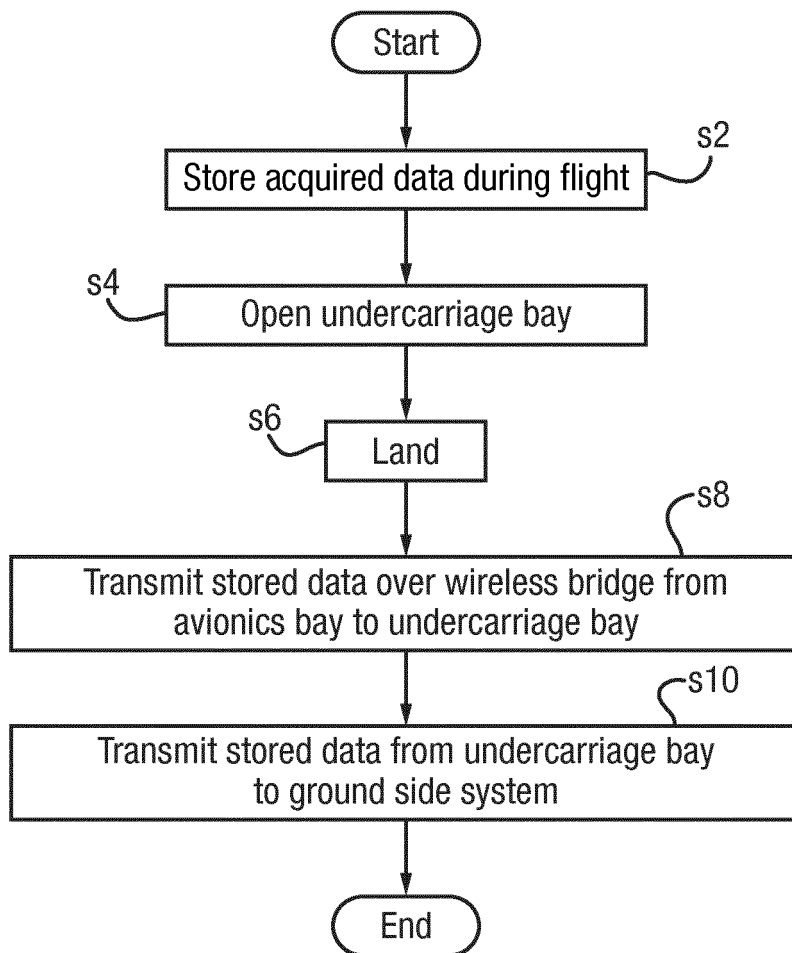 Start
s2
Store acquired data during flight
s4
Open undercarriage bay
s6
Land
s8
Transmit stored data over wireless bridge from
avionics bay to undercarriage bay
s10
Transmit stored data from undercarriage bay
to ground side system
End